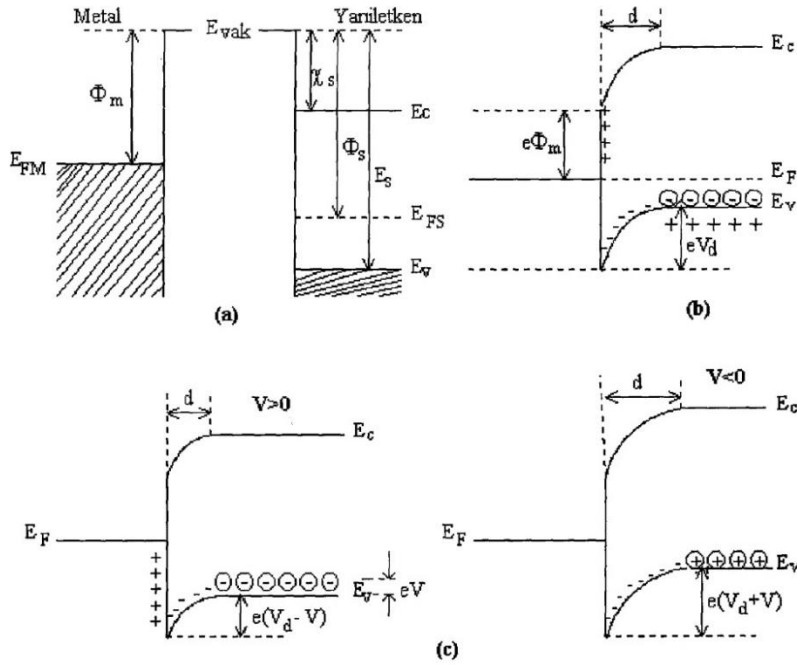 Metal
E_vak
Yarıiletken
Φ_m
χ_s
E_c
Φ_s
E_s
E_FM
E_FS
E_v
(a)
d
E_c
+
+
+
+
eΦ_m
E_F
- - - - -
E_v
+ + + + +
eV_d
(b)
d
V>0
E_c
E_F
+
+
+
+
+
- - - - - -
E_v
eV
e(V_d - V)
d
V<0
E_c
E_F
+ + + +
E_v
e(V_d+V)
(c)